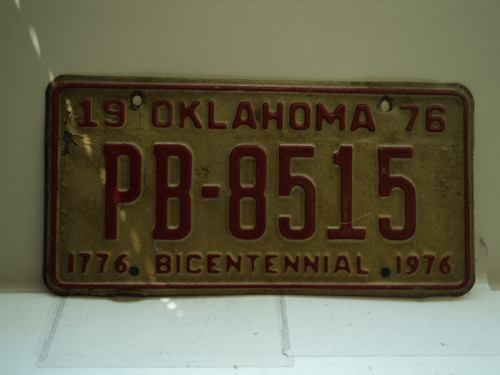 19 OKLAHOMA 76
PB-8515
1776 BICENTENNIAL 1976